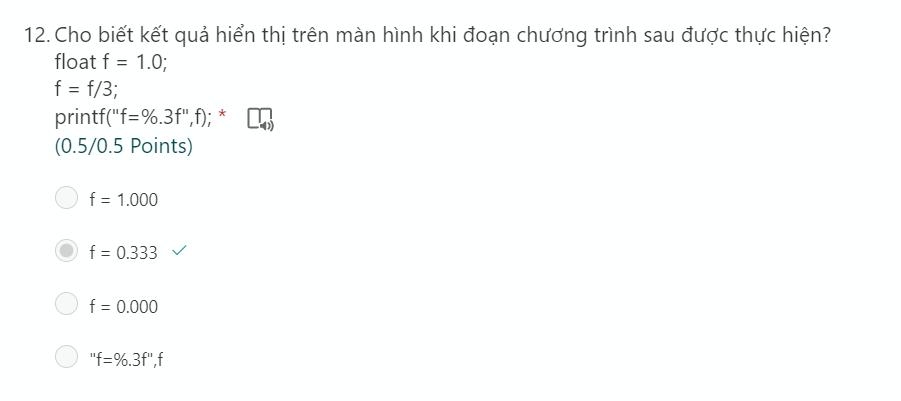 12. Cho biết kết quả hiển thị trên màn hình khi đoạn chương trình sau được thực hiện?
float f = 1.0;
f = f/3;
printf("f=%.3f",f); *
(0.5/0.5 Points)
f = 1.000
f = 0.333
f = 0.000
"f=%.3f",f